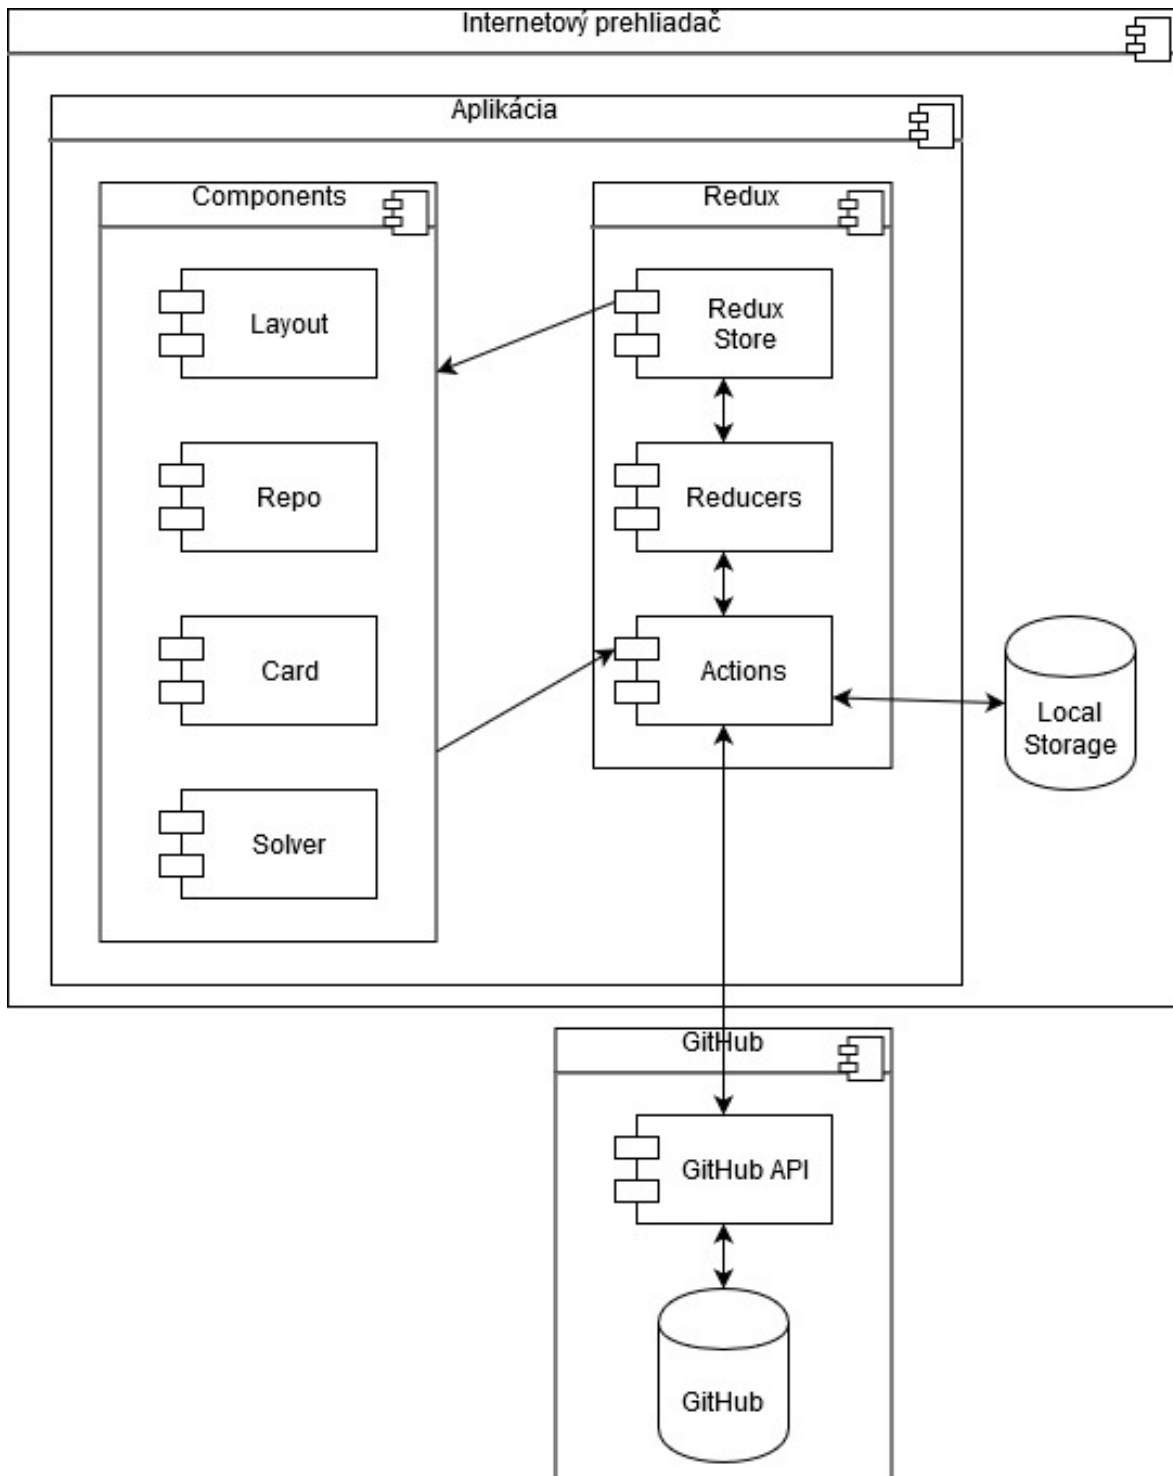 Internetový prehliadač
Aplikácia
Components
Redux
Layout
Redux
Store
Repo
Reducers
Card
Actions
Local
Storage
Solver
GitHub
GitHub API
GitHub